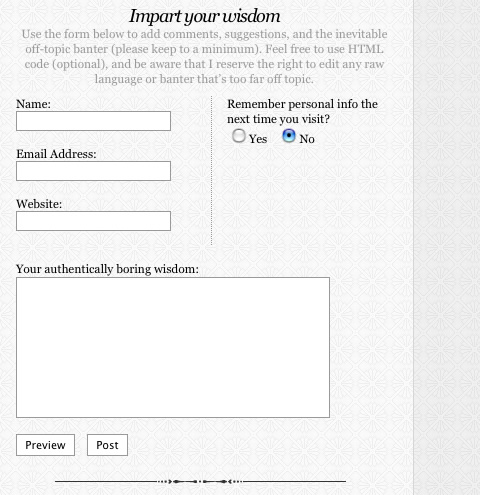 Impart your wisdom
Use the form below to add comments, suggestions, and the inevitable
off-topic banter (please keep to a minimum). Feel free to use HTML
code (optional), and be aware that I reserve the right to edit any raw
language or banter that's too far off topic.
Name:
Remember personal info the
next time you visit?
Yes No
Email Address:
Website:
Your authentically boring wisdom:
Preview Post